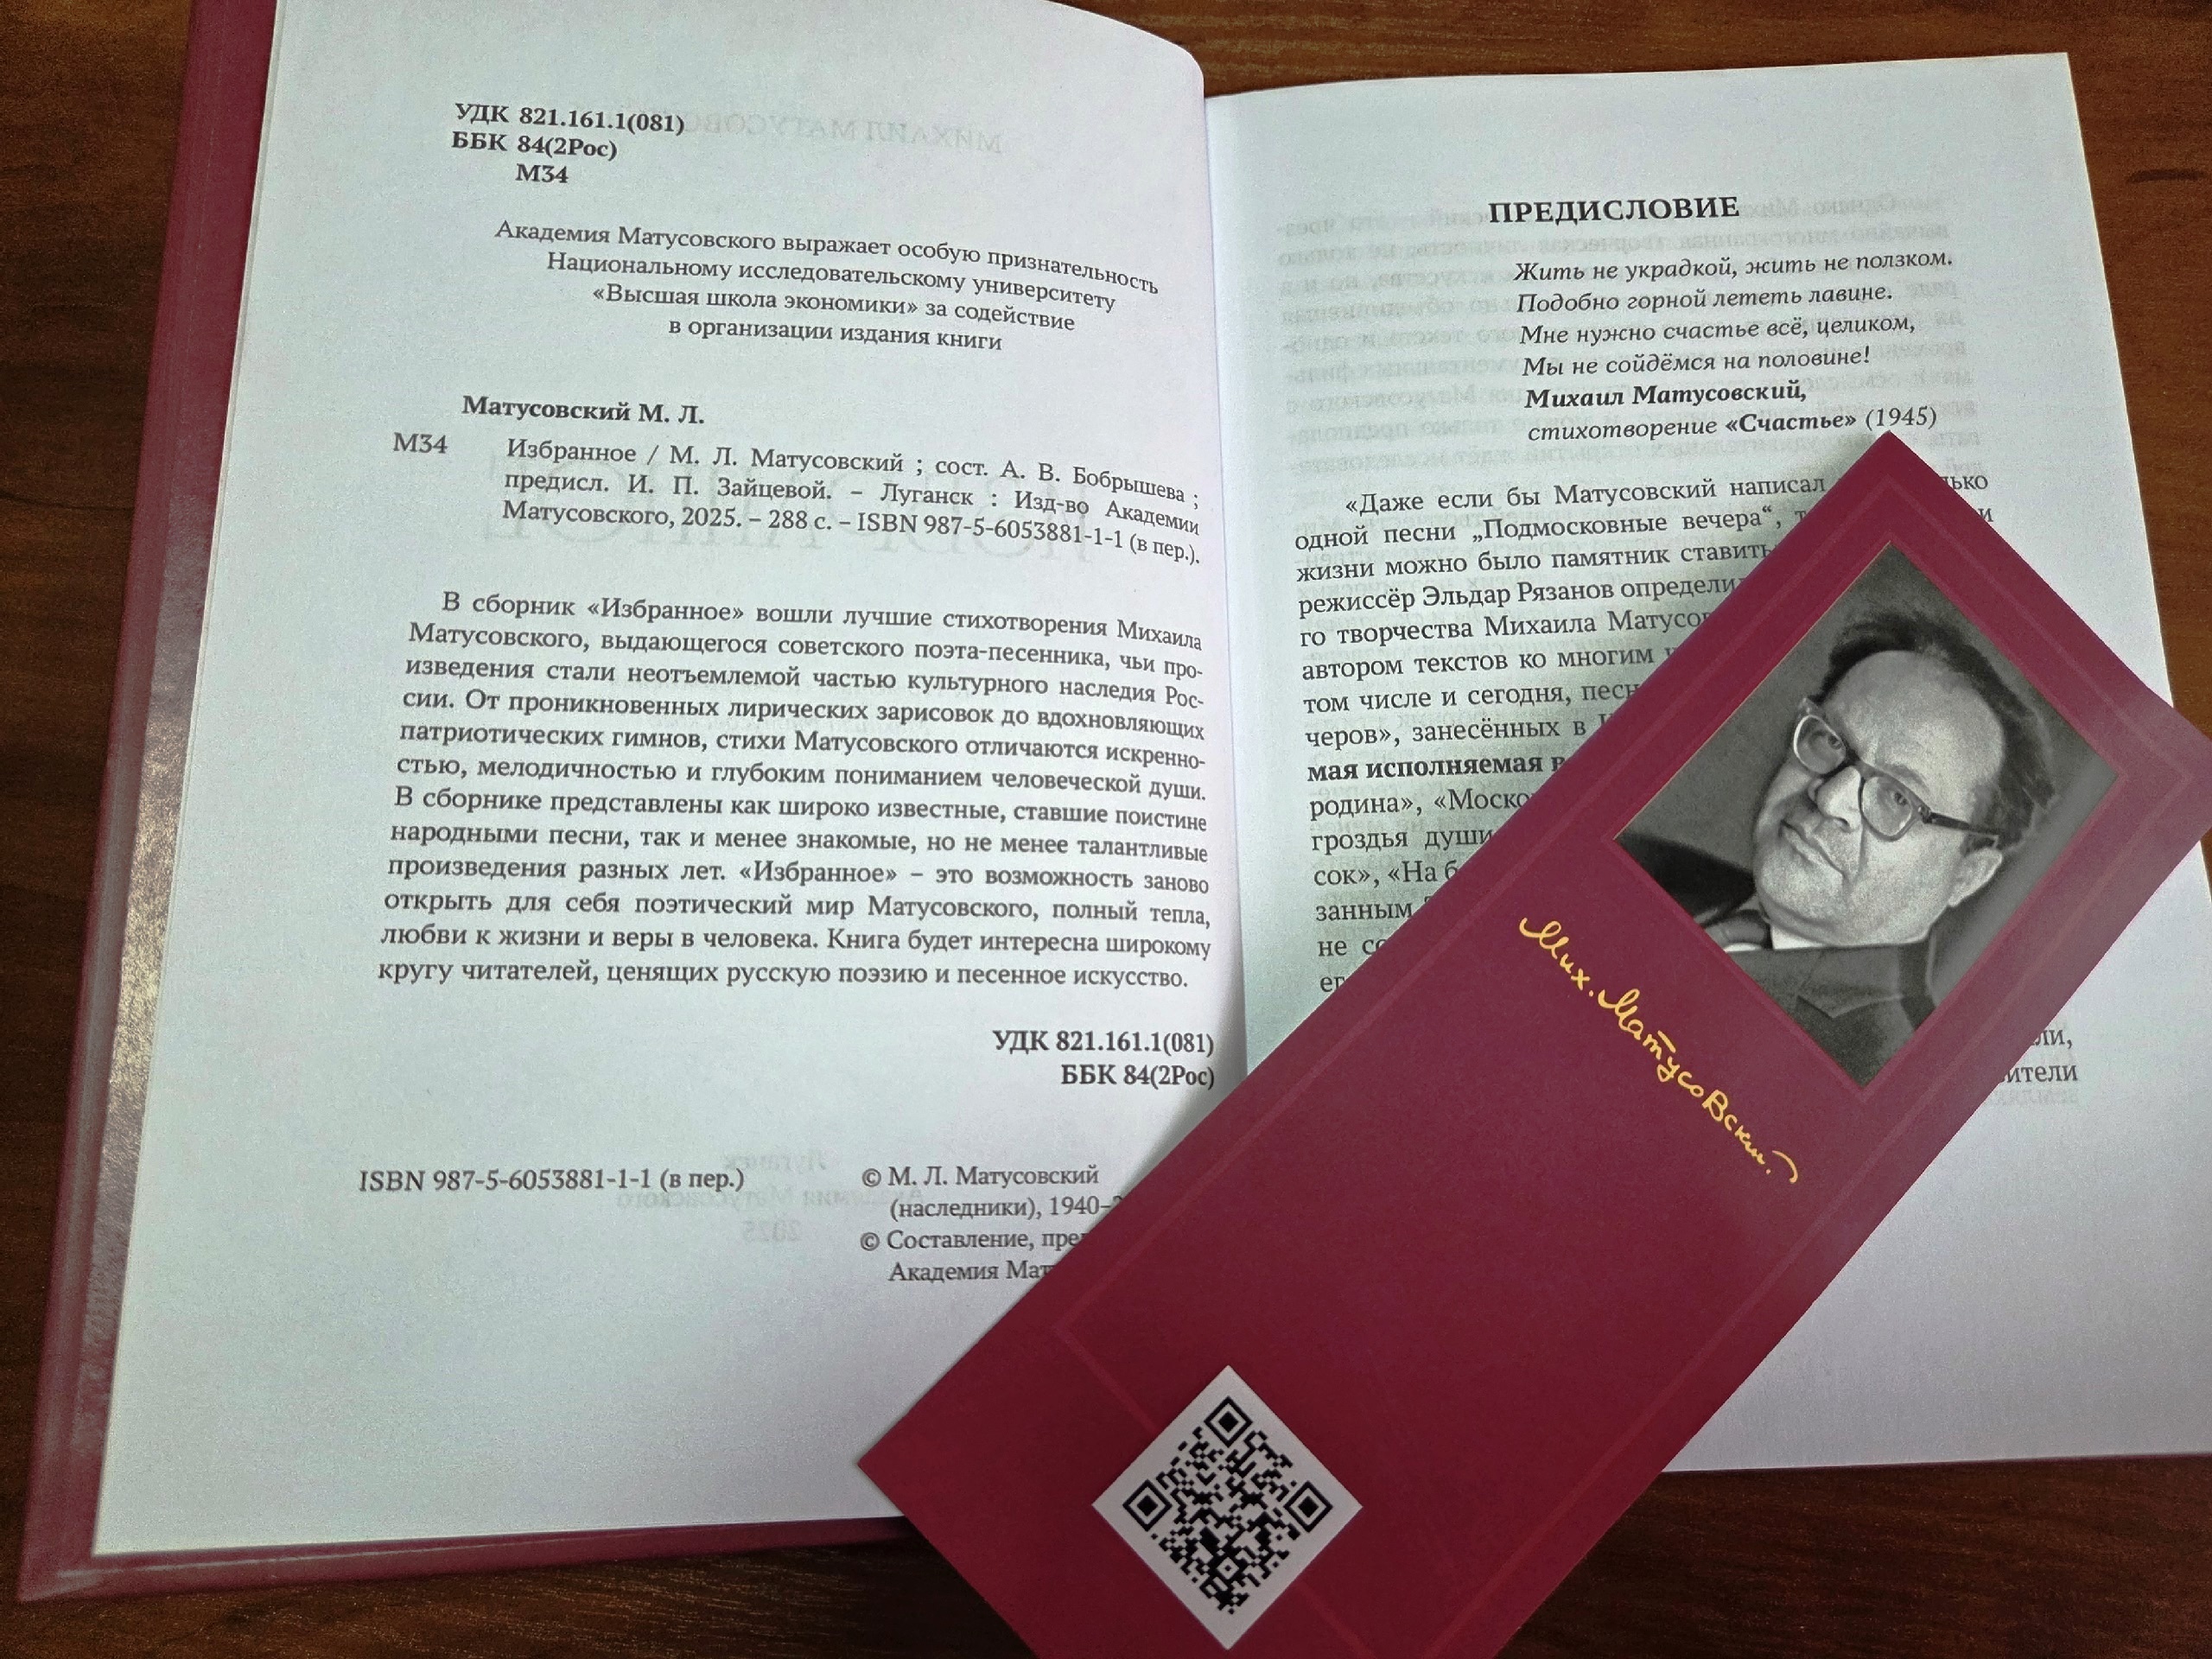 УДК 821.161.1(081)
ББК 84(2Рос)
М34
Академия Матусовского выражает особую признательность
Национальному исследовательскому университету
«Высшая школа экономики» за содействие
в организации издания книги
Матусовский М. Л.
М34 Избранное / М. Л. Матусовский ; сост. А. В. Бобрышева ;
предисл. И. П. Зайцевой. – Луганск : Изд-во Академии
Матусовского, 2025. – 288 с. – ISBN 987-5-6053881-1-1 (в пер.).
В сборник «Избранное» вошли лучшие стихотворения Михаила
Матусовского, выдающегося советского поэта-песенника, чьи про-
изведения стали неотъемлемой частью культурного наследия Рос-
сии. От проникновенных лирических зарисовок до вдохновляющих
патриотических гимнов, стихи Матусовского отличаются искренно-
стью, мелодичностью и глубоким пониманием человеческой души.
В сборнике представлены как широко известные, ставшие поистине
народными песни, так и менее знакомые, но не менее талантливые
произведения разных лет. «Избранное» – это возможность заново
открыть для себя поэтический мир Матусовского, полный тепла,
любви к жизни и веры в человека. Книга будет интересна широкому
кругу читателей, ценящих русскую поэзию и песенное искусство.
УДК 821.161.1(081)
ББК 84(2Рос)
ISBN 987-5-6053881-1-1 (в пер.)
© М. Л. Матусовский
(наследники), 1940–
© Составление,
Академия
ПРЕДИСЛОВИЕ
Жить не украдкой, жить не ползком.
Подобно горной лететь лавине.
Мне нужно счастье всё, целиком,
Мы не сойдёмся на половине!
Михаил Матусовский,
стихотворение «Счастье» (1945)
«Даже если бы Матусовский написал
одной песни „Подмосковные вечера“,
жизни можно было памятник ставить
режиссёр Эльдар Рязанов
го творчества Михаила
автором текстов ко многим
том числе и сегодня,
черов», занесённых в
мая исполняемая
родина»,
гроздья души
сок», «На
занным
не
Мих. Матусовский